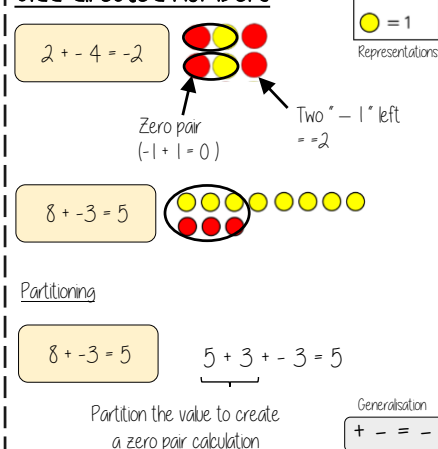 = 1
Representations
2 + - 4 = -2
Zero pair
(-1 + 1 = 0 )
Two " – 1 " left
= =2
8 + -3 = 5
Partitioning
8 + -3 = 5
5 + 3 + - 3 = 5
Partition the value to create
a zero pair calculation
Generalisation
+ - = -